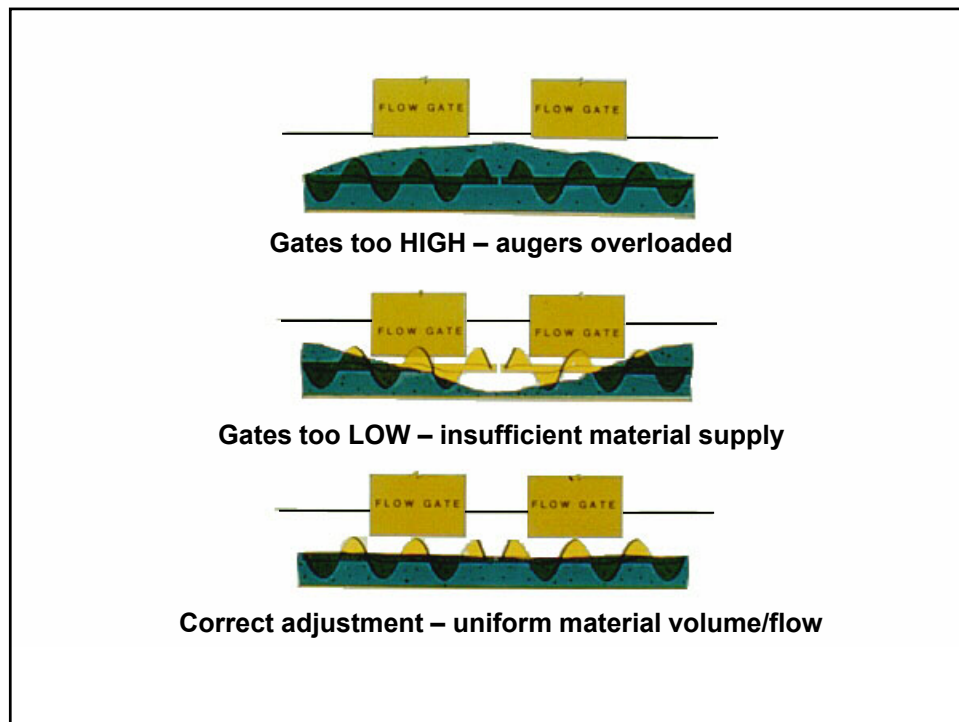 FLOW GATE FLOW GATE
Gates too HIGH – augers overloaded
FLOW GATE FLOW GATE
Gates too LOW – insufficient material supply
FLOW GATE FLOW GATE
Correct adjustment – uniform material volume/flow